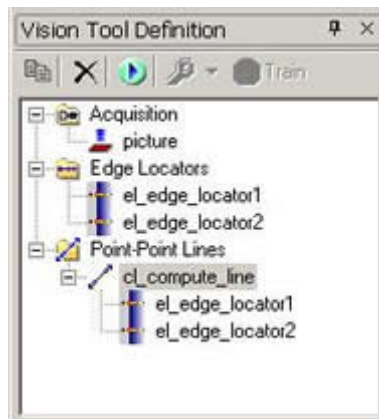 Vision Tool Definition
Train
Acquisition
picture
Edge Locators
el_edge_locator1
el_edge_locator2
Point-Point Lines
cl_compute_line
el_edge_locator1
el_edge_locator2